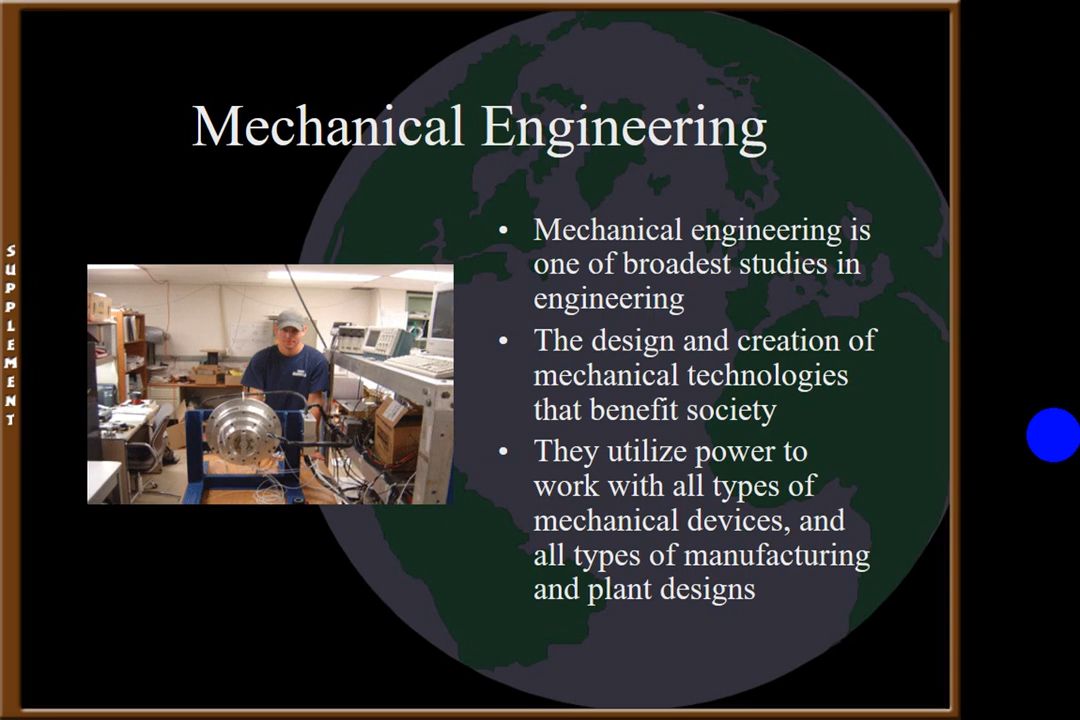 Mechanical Engineering
SUPPLEMENT
• Mechanical engineering is
one of broadest studies in
engineering
• The design and creation of
mechanical technologies
that benefit society
• They utilize power to
work with all types of
mechanical devices, and
all types of manufacturing
and plant designs